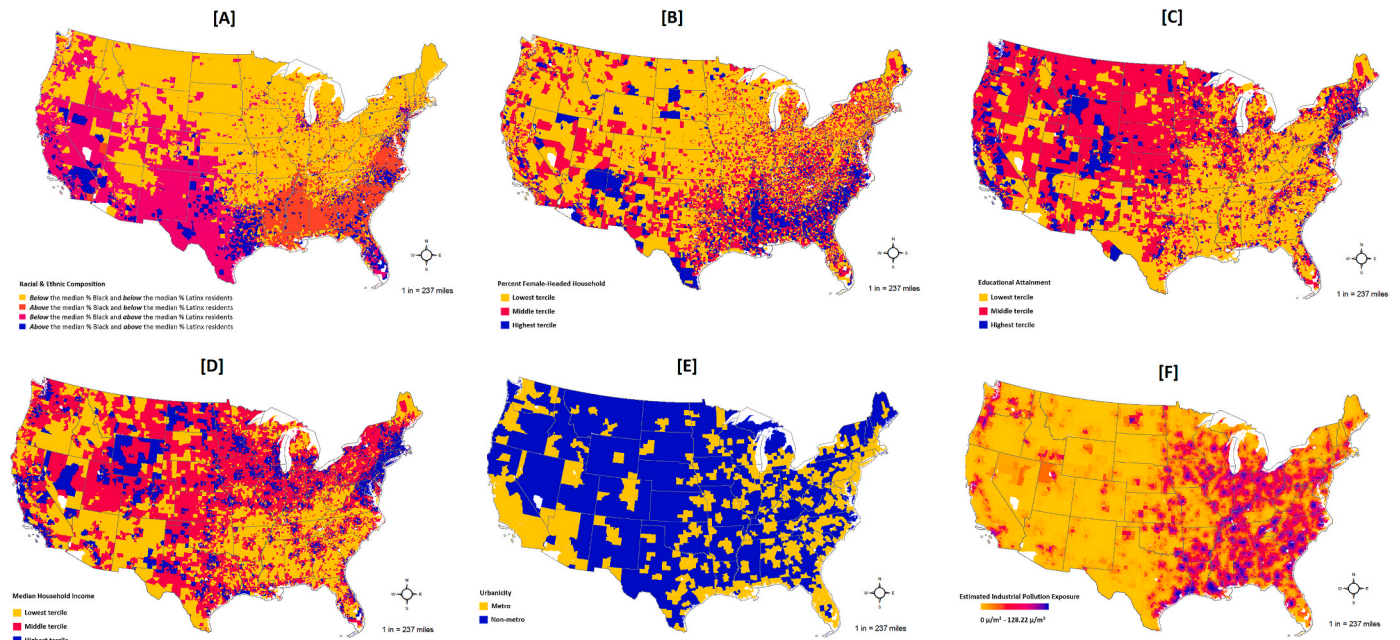 [A]
Racial & Ethnic Composition
Below the median % Black and below the median % Latinx residents
Above the median % Black and below the median % Latinx residents
Below the median % Black and above the median % Latinx residents
Above the median % Black and above the median % Latinx residents
N
W E
S
1 in = 237 miles
[B]
Percent Female-Headed Household
Lowest tercile
Middle tercile
Highest tercile
N
W E
S
1 in = 237 miles
[C]
Educational Attainment
Lowest tercile
Middle tercile
Highest tercile
N
W E
S
1 in = 237 miles
[D]
Median Household Income
Lowest tercile
Middle tercile
Highest tercile
N
W E
S
1 in = 237 miles
[E]
Urbanicity
Metro
Non-metro
N
W E
S
1 in = 237 miles
[F]
Estimated Industrial Pollution Exposure
0 µ/m³ - 128.22 µ/m³
N
W E
S
1 in = 237 miles